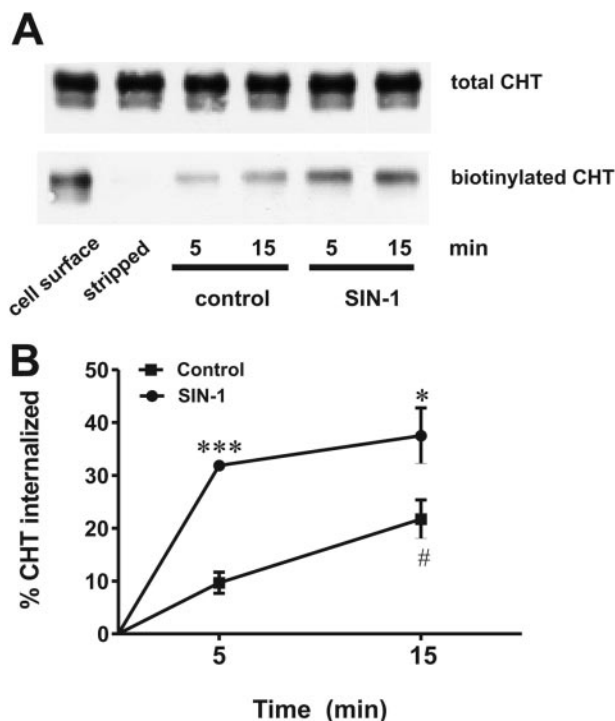 A
total CHT
biotinylated CHT
cell surface
stripped
5 15 5 15 min
control SIN-1
B
Control
SIN-1
% CHT internalized
50
40
30
20
10
0
***
*
#
5 15
Time (min)